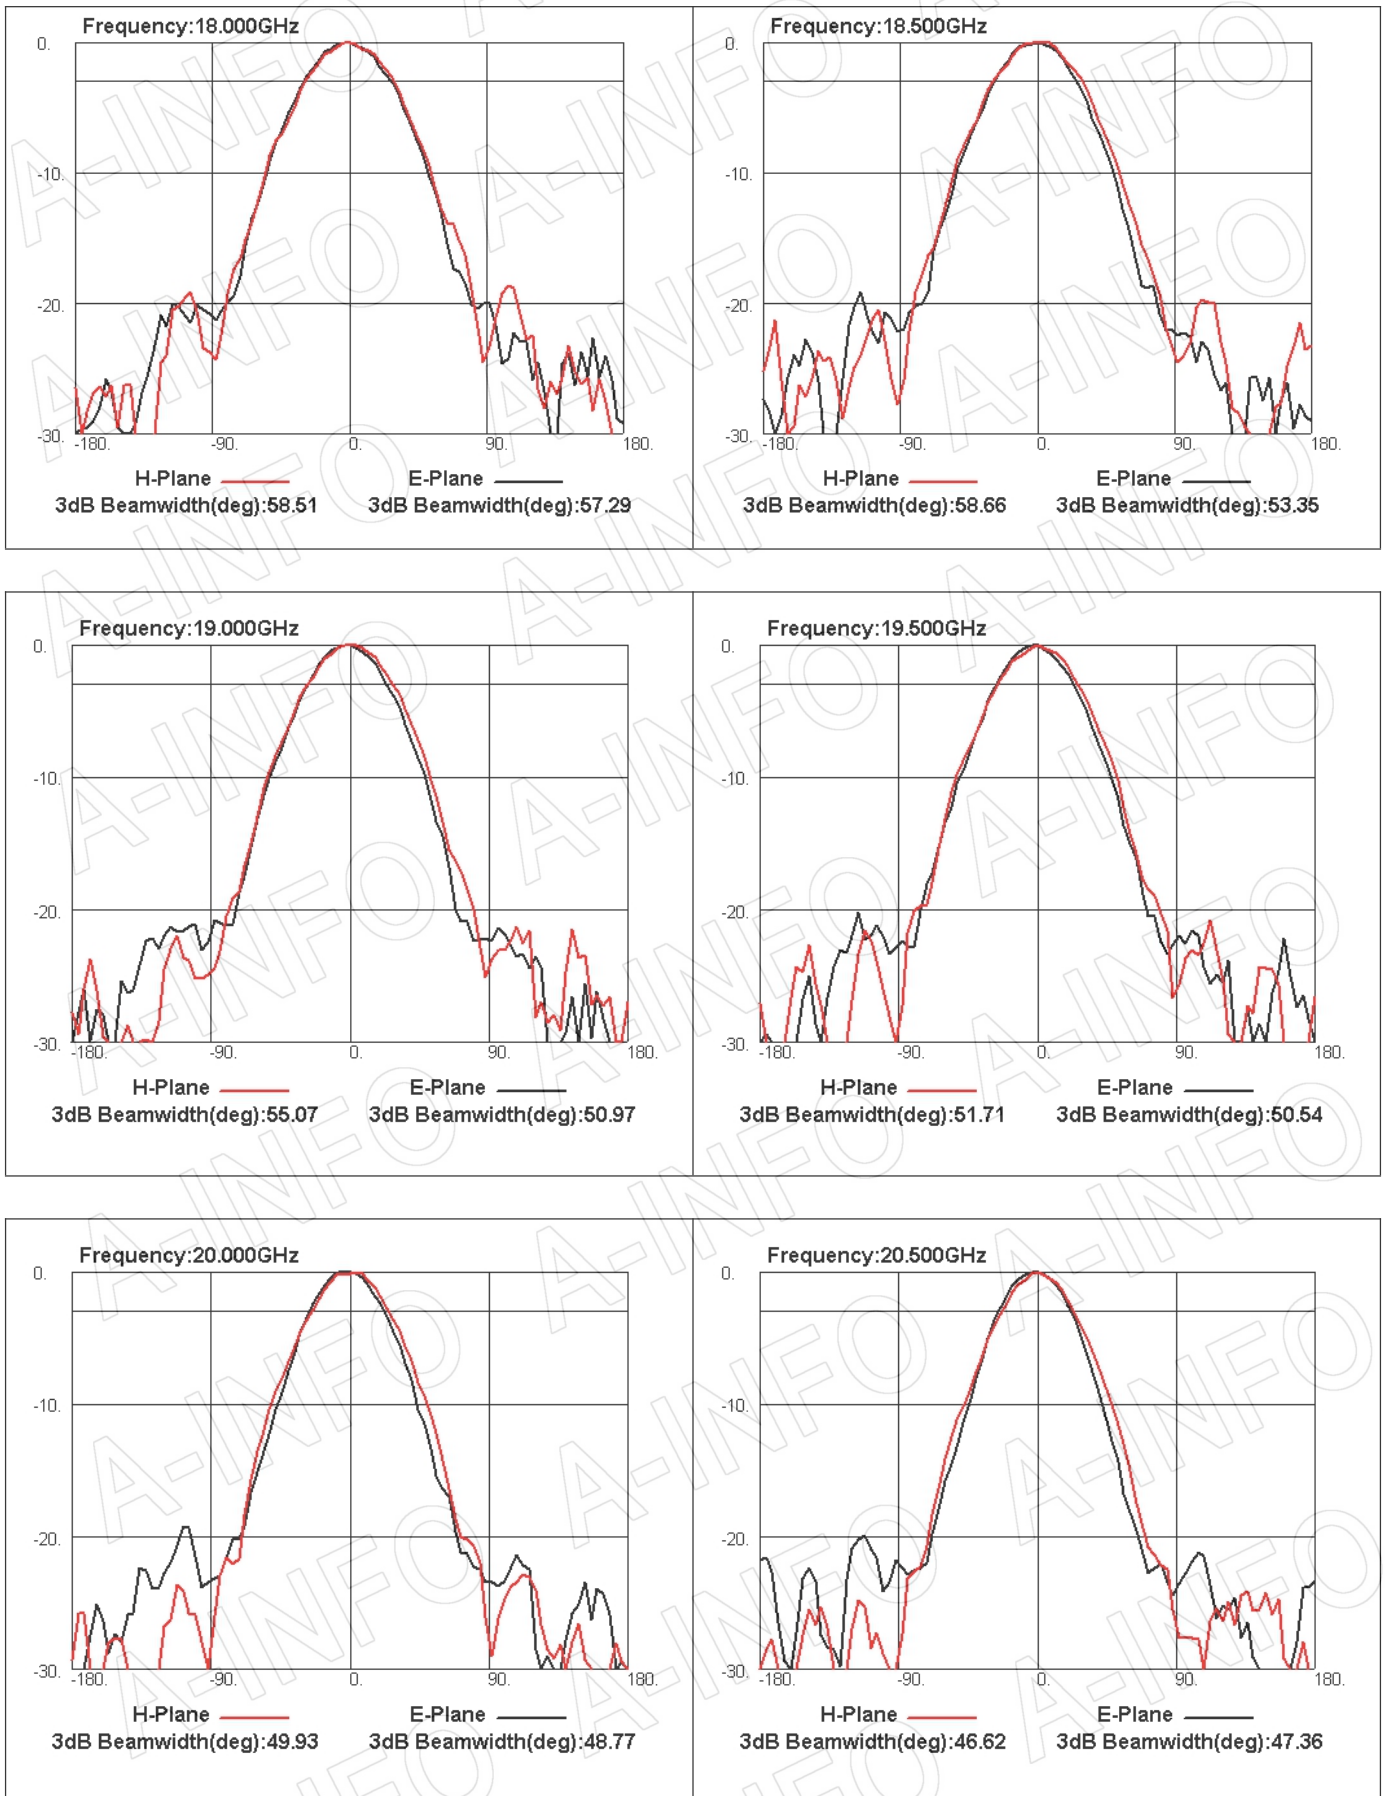 Frequency:18.000GHz
0.
-10.
-20.
-30.
-180.
-90.
0.
90.
180.
H-Plane
E-Plane
3dB Beamwidth(deg):58.51
3dB Beamwidth(deg):57.29
Frequency:18.500GHz
0.
-10.
-20.
-30.
-180.
-90.
0.
90.
180.
H-Plane
E-Plane
3dB Beamwidth(deg):58.66
3dB Beamwidth(deg):53.35
Frequency:19.000GHz
0.
-10.
-20.
-30.
-180.
-90.
0.
90.
180.
H-Plane
E-Plane
3dB Beamwidth(deg):55.07
3dB Beamwidth(deg):50.97
Frequency:19.500GHz
0.
-10.
-20.
-30.
-180.
-90.
0.
90.
180.
H-Plane
E-Plane
3dB Beamwidth(deg):51.71
3dB Beamwidth(deg):50.54
Frequency:20.000GHz
0.
-10.
-20.
-30.
-180.
-90.
0.
90.
180.
H-Plane
E-Plane
3dB Beamwidth(deg):49.93
3dB Beamwidth(deg):48.77
Frequency:20.500GHz
0.
-10.
-20.
-30.
-180.
-90.
0.
90.
180.
H-Plane
E-Plane
3dB Beamwidth(deg):46.62
3dB Beamwidth(deg):47.36
A-INFO